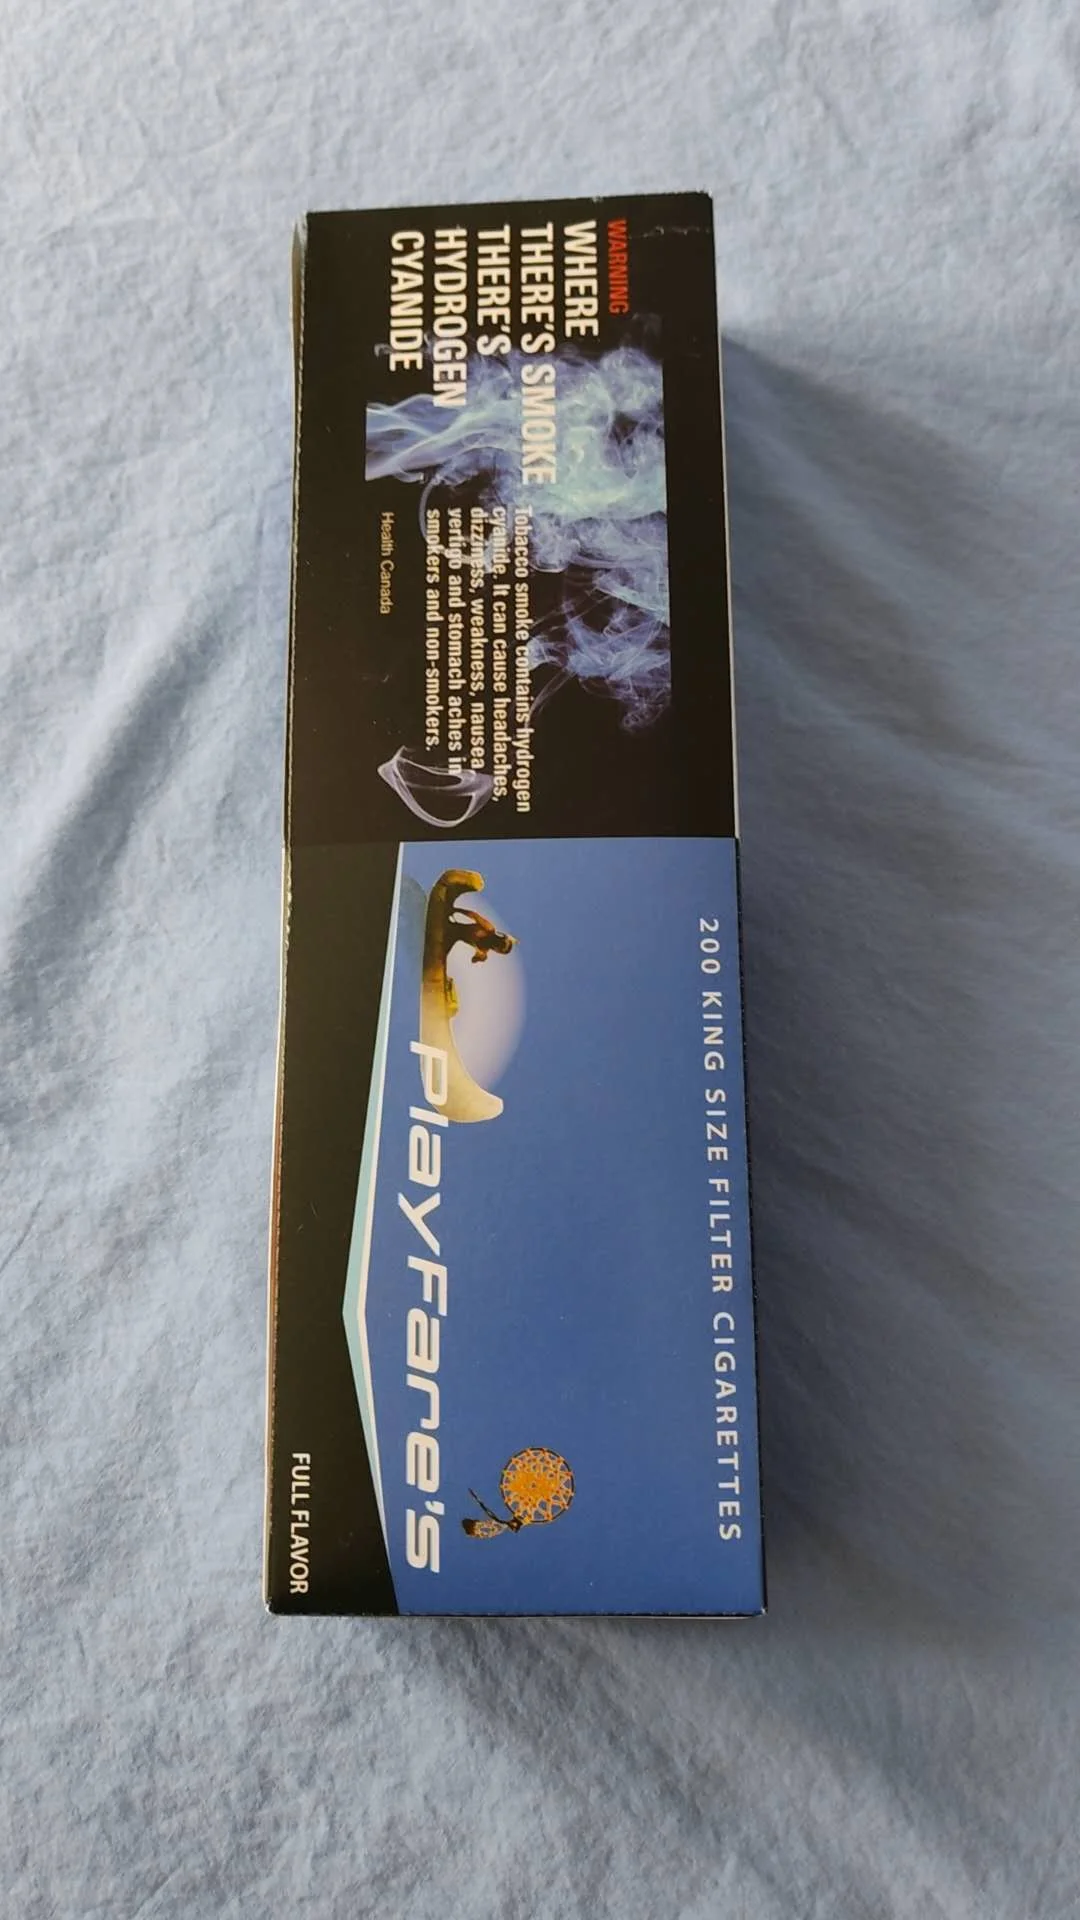 WARNING
WHERE
THERE'S SMOKE
THERE'S
HYDROGEN
CYANIDE
Tobacco smoke contains hydrogen
cyanide. It can cause headaches,
dizziness, weakness, nausea,
vertigo and stomach aches in
smokers and non-smokers.
Health Canada
200 KING SIZE FILTER CIGARETTES
PlayFare's
FULL FLAVOR